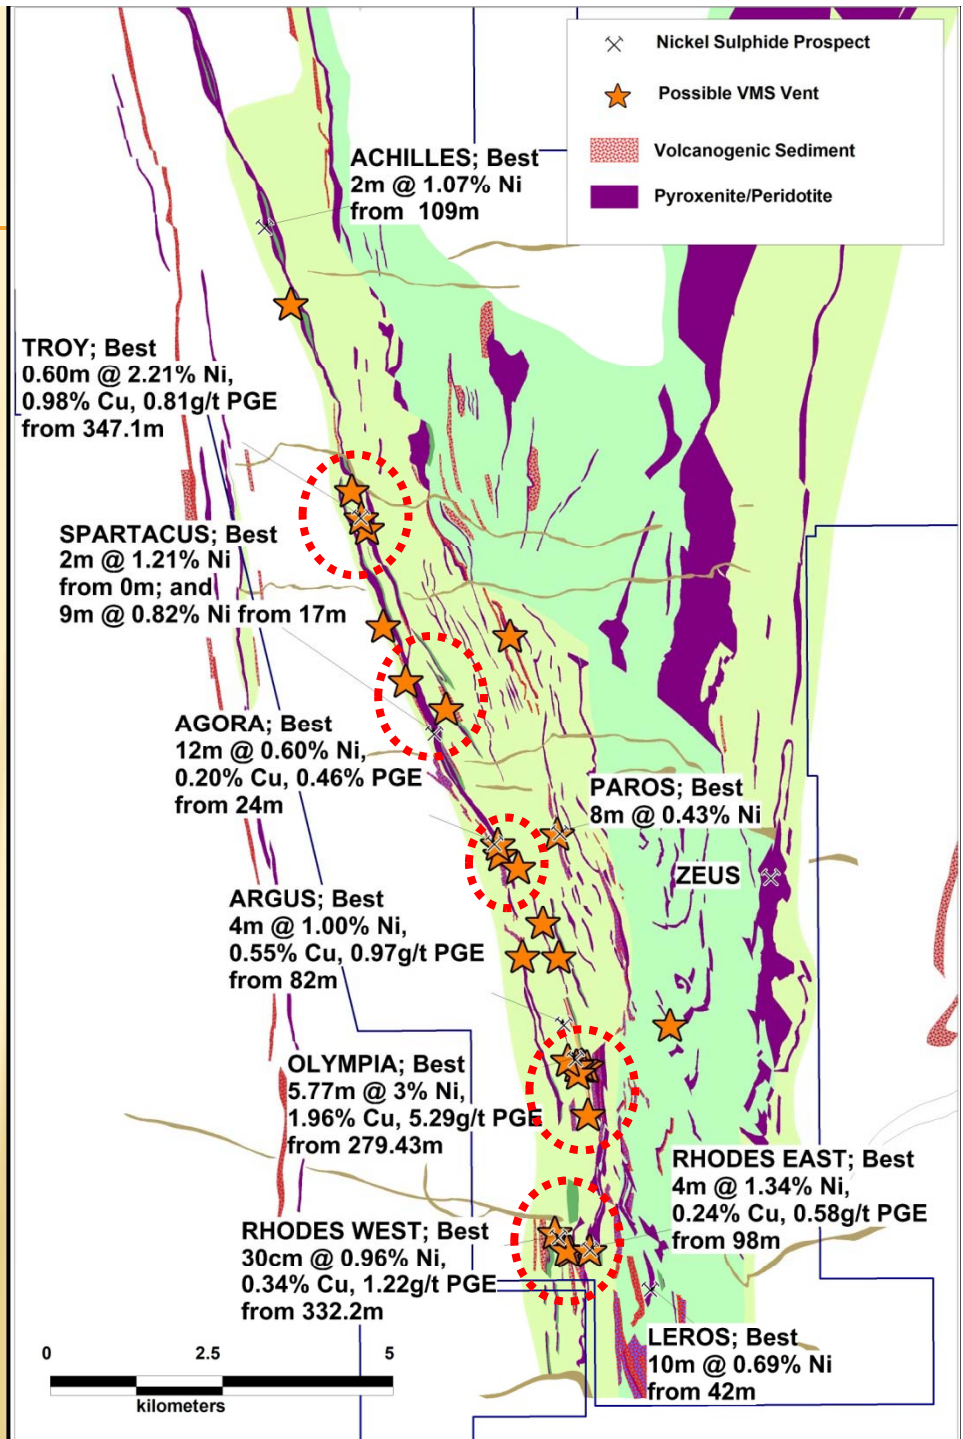 Nickel Sulphide Prospect
Possible VMS Vent
Volcanogenic Sediment
Pyroxenite/Peridotite
ACHILLES; Best
2m @ 1.07% Ni
from 109m
TROY; Best
0.60m @ 2.21% Ni,
0.98% Cu, 0.81g/t PGE
from 347.1m
SPARTACUS; Best
2m @ 1.21% Ni
from 0m; and
9m @ 0.82% Ni from 17m
AGORA; Best
12m @ 0.60% Ni,
0.20% Cu, 0.46% PGE
from 24m
PAROS; Best
8m @ 0.43% Ni
ZEUS
ARGUS; Best
4m @ 1.00% Ni,
0.55% Cu, 0.97g/t PGE
from 82m
OLYMPIA; Best
5.77m @ 3% Ni,
1.96% Cu, 5.29g/t PGE
from 279.43m
RHODES EAST; Best
4m @ 1.34% Ni,
0.24% Cu, 0.58g/t PGE
from 98m
RHODES WEST; Best
30cm @ 0.96% Ni,
0.34% Cu, 1.22g/t PGE
from 332.2m
LEROS; Best
10m @ 0.69% Ni
from 42m
0 2.5 5
kilometers